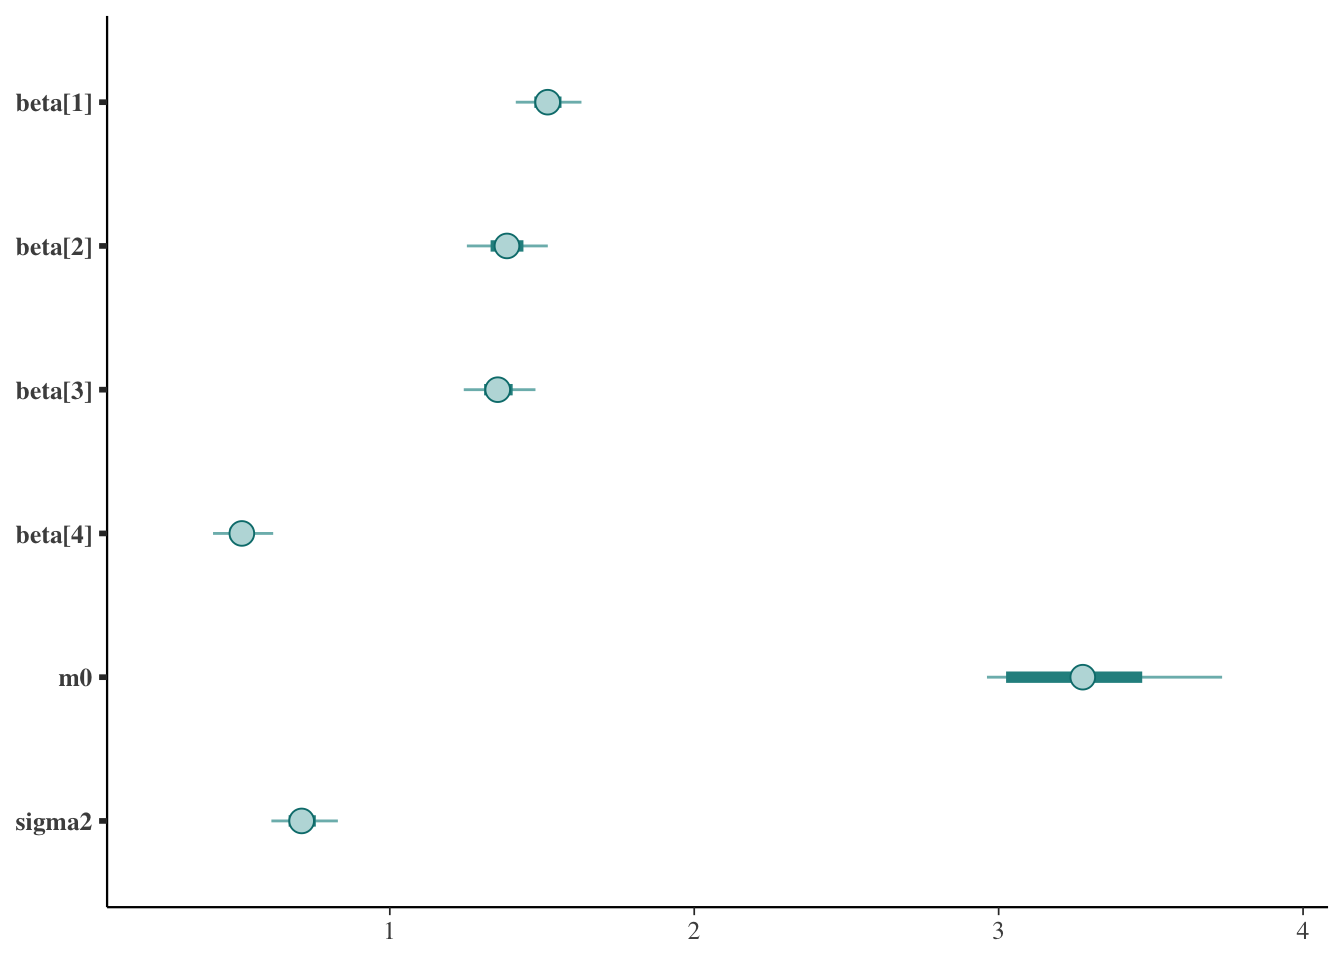 beta[1]
beta[2]
beta[3]
beta[4]
m0
sigma2
1 2 3 4